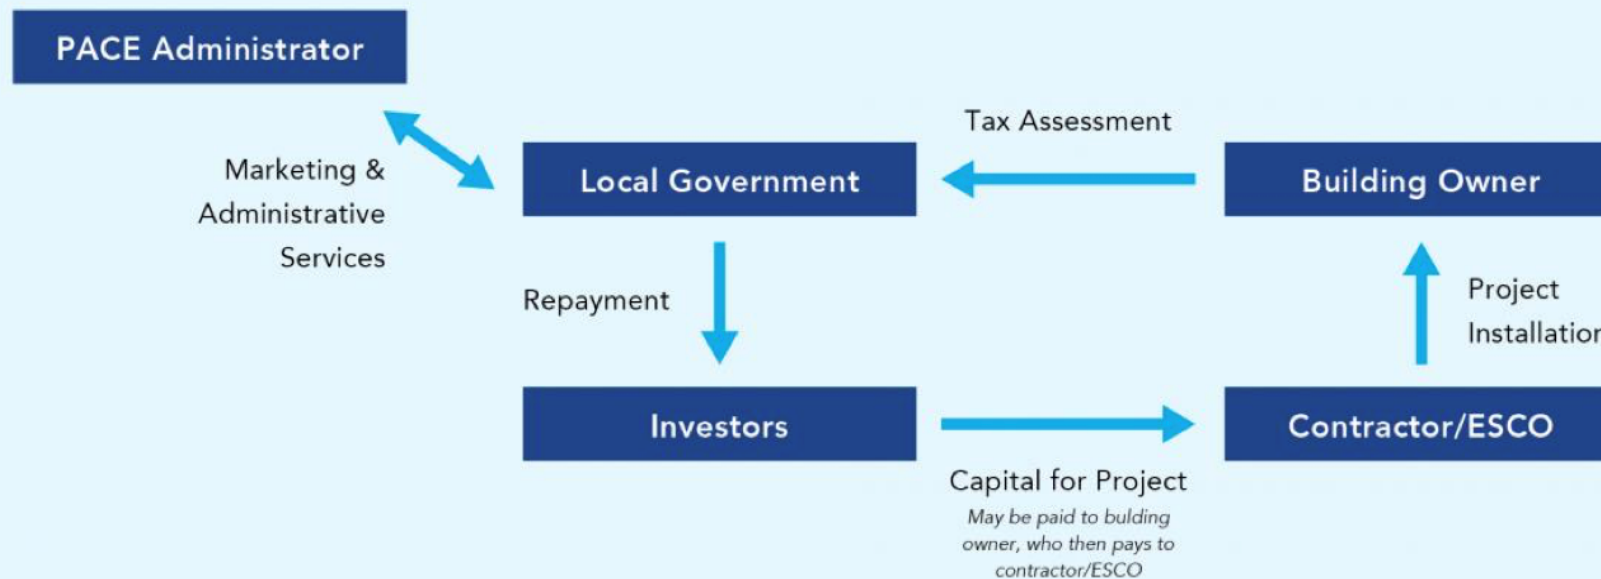 PACE Administrator
Marketing &
Administrative
Services
Local Government
Tax Assessment
Building Owner
Repayment
Project
Installation
Investors
Contractor/ESCO
Capital for Project
May be paid to bulding
owner, who then pays to
contractor/ESCO